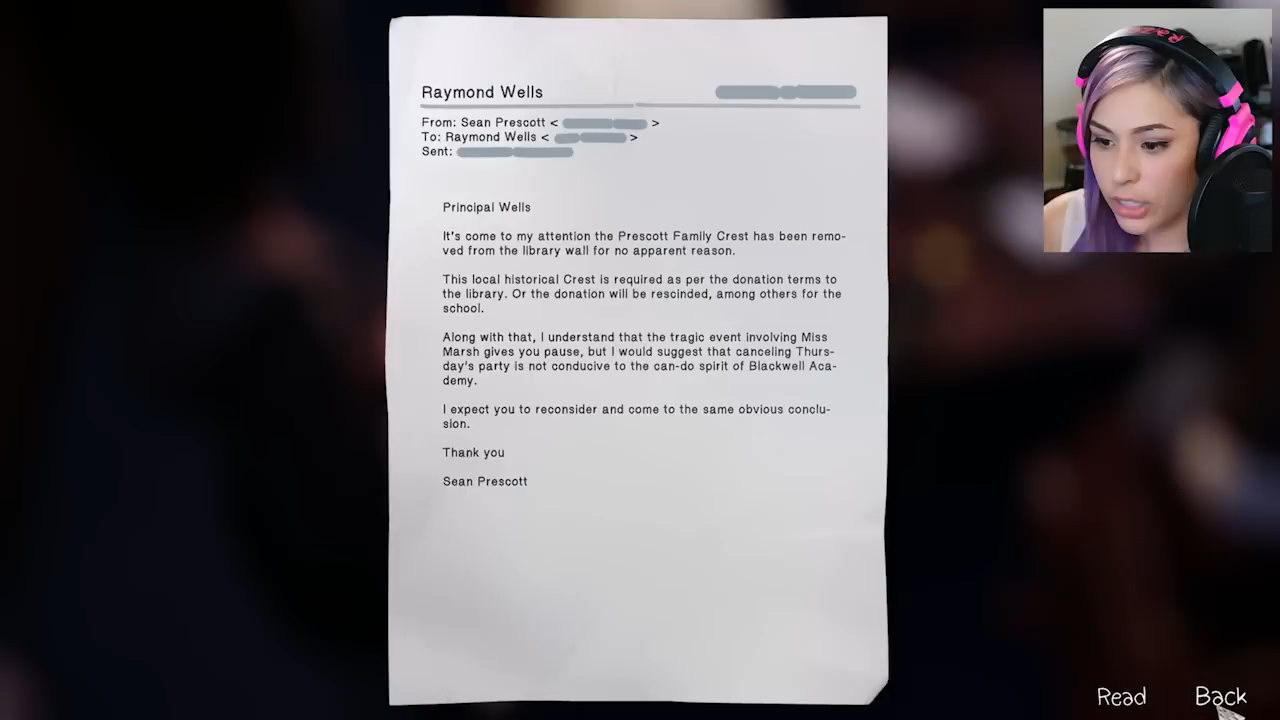 Raymond Wells
From: Sean Prescott < >
To: Raymond Wells < >
Sent:
Principal Wells
It's come to my attention the Prescott Family Crest has been remo-
ved from the library wall for no apparent reason.
This local historical Crest is required as per the donation terms to
the library. Or the donation will be rescinded, among others for the
school.
Along with that, I understand that the tragic event involving Miss
Marsh gives you pause, but I would suggest that canceling Thurs-
day's party is not conducive to the can-do spirit of Blackwell Aca-
demy.
I expect you to reconsider and come to the same obvious conclu-
sion.
Thank you
Sean Prescott
Read
Back